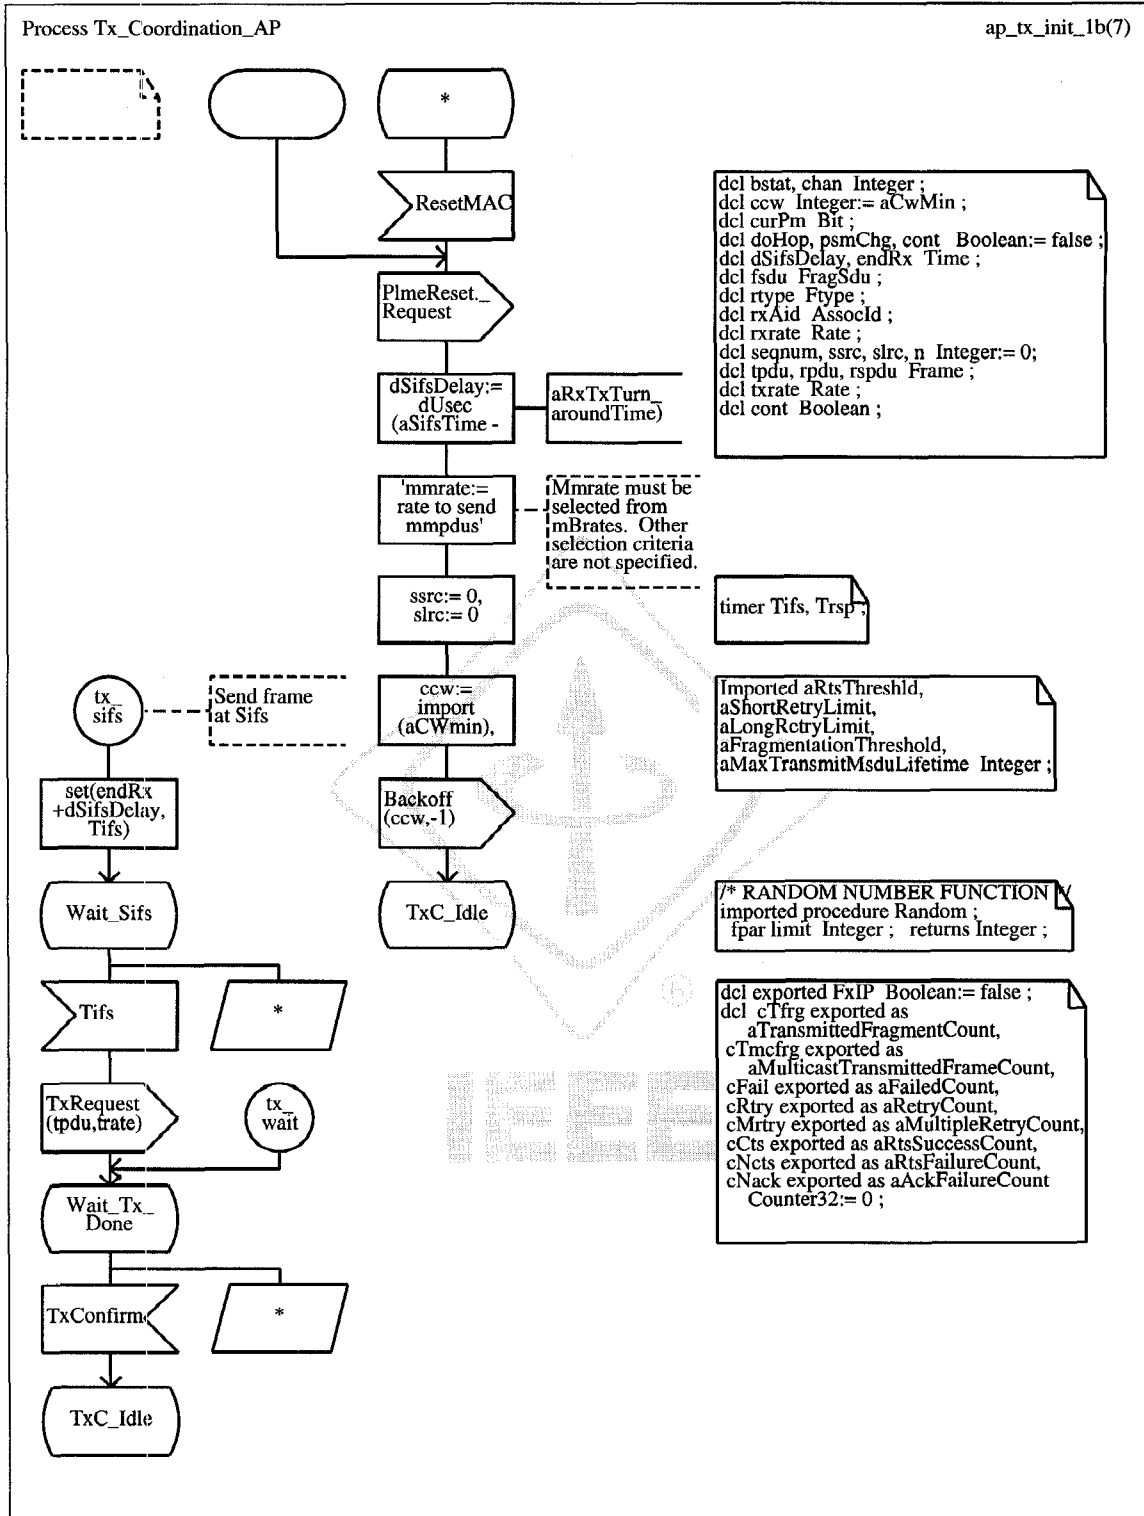 Process Tx_Coordination_AP
ap_tx_init_1b(7)
*
ResetMAC
PlmeReset._
Request
dSifsDelay:=
dUsec
(aSifsTime -
aRxTxTurn_
aroundTime)
'mmrate:=
rate to send
mmpdus'
Mmrate must be
selected from
mBrates. Other
selection criteria
are not specified.
ssrc:= 0,
slrc:= 0
ccw:=
import
(aCWmin),
Backoff
(ccw,-1)
TxC_Idle
tx_
sifs
Send frame
at Sifs
set(endRx
+dSifsDelay,
Tifs)
Wait_Sifs
Tifs
*
TxRequest
(tpdu,trate)
tx_
wait
Wait_Tx_
Done
TxConfirm
*
TxC_Idle
dcl bstat, chan Integer ;
dcl ccw Integer:= aCwMin ;
dcl curPm Bit ;
dcl doHop, psmChg, cont Boolean:= false ;
dcl dSifsDelay, endRx Time ;
dcl fsdu FragSdu ;
dcl rtype Ftype ;
dcl rxAid AssocId ;
dcl rxrate Rate ;
dcl seqnum, ssrc, slrc, n Integer:= 0;
dcl tpdu, rpdu, rspdu Frame ;
dcl txrate Rate ;
dcl cont Boolean ;
timer Tifs, Trsp ;
Imported aRtsThreshld,
aShortRetryLimit,
aLongRetryLimit,
aFragmentationThreshold,
aMaxTransmitMsduLifetime Integer ;
/* RANDOM NUMBER FUNCTION */
imported procedure Random ;
fpar limit Integer ; returns Integer ;
dcl exported FxIP Boolean:= false ;
dcl cTfrg exported as
aTransmittedFragmentCount,
cTmcfrg exported as
aMulticastTransmittedFrameCount,
cFail exported as aFailedCount,
cRtry exported as aRetryCount,
cMrtry exported as aMultipleRetryCount,
cCts exported as aRtsSuccessCount,
cNcts exported as aRtsFailureCount,
cNack exported as aAckFailureCount
Counter32:= 0 ;
IEEE
®